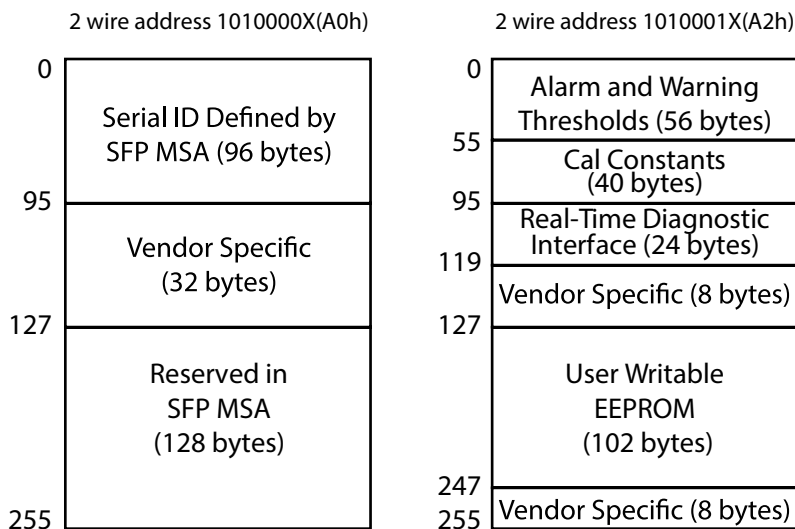 2 wire address 1010000X(A0h)
0
Serial ID Defined by
SFP MSA (96 bytes)
95
Vendor Specific
(32 bytes)
127
Reserved in
SFP MSA
(128 bytes)
255
2 wire address 1010001X(A2h)
0
Alarm and Warning
Thresholds (56 bytes)
55
Cal Constants
(40 bytes)
95
Real-Time Diagnostic
Interface (24 bytes)
119
Vendor Specific (8 bytes)
127
User Writable
EEPROM
(102 bytes)
247
Vendor Specific (8 bytes)
255